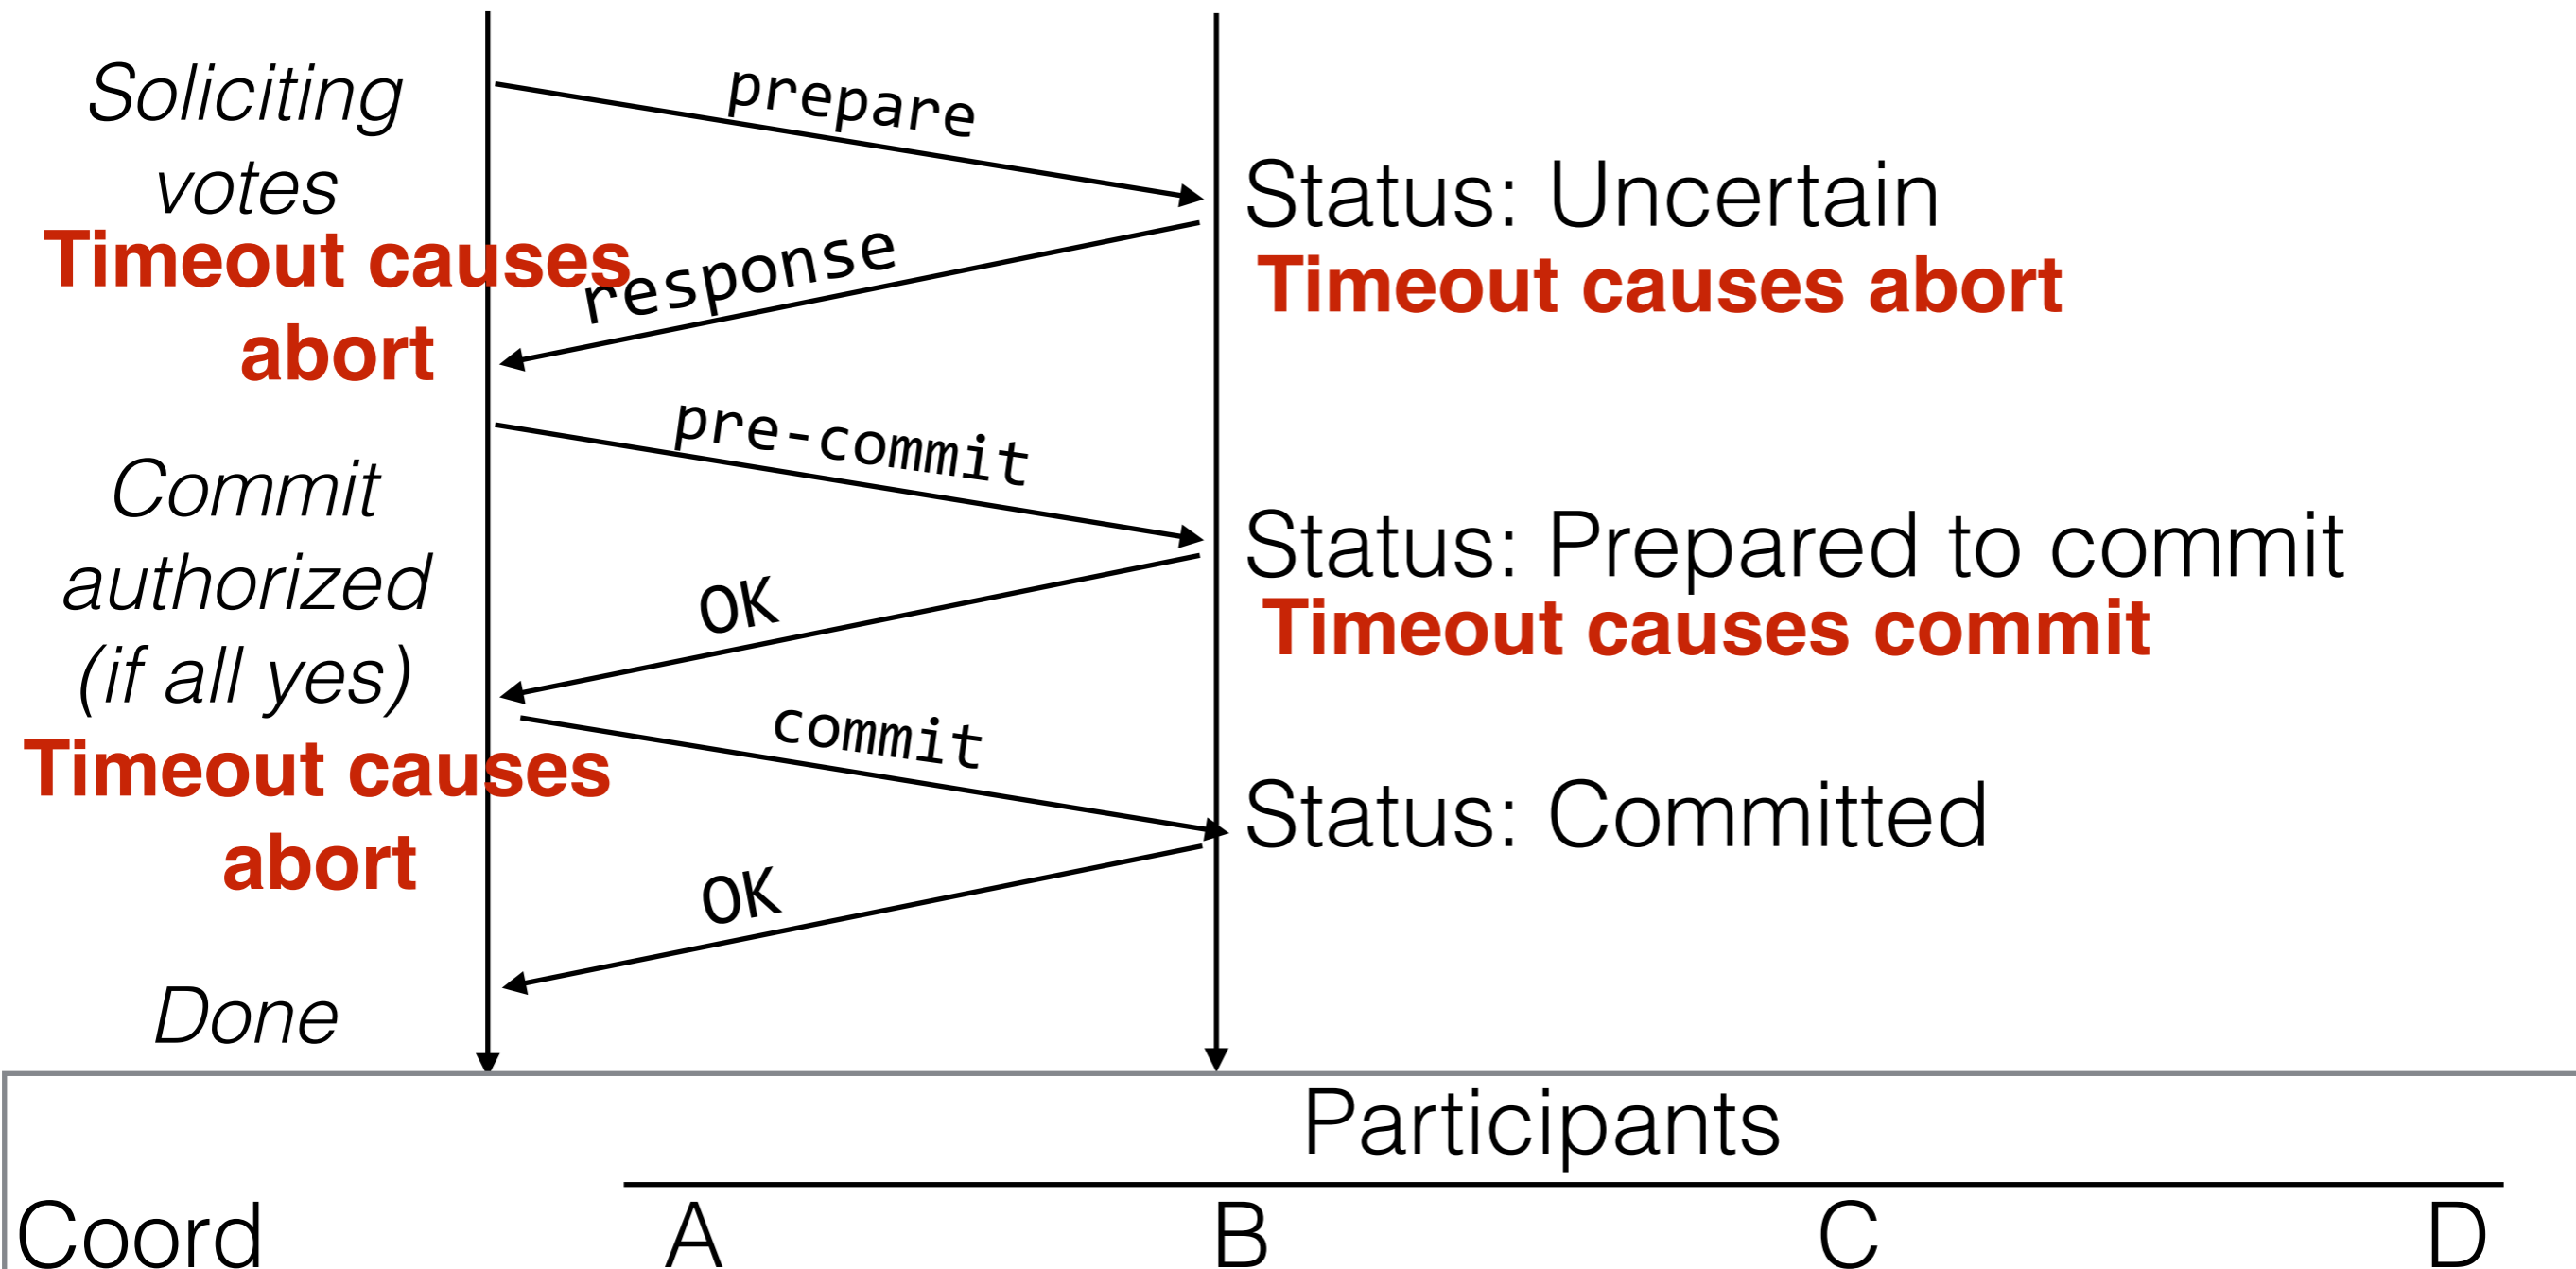 Soliciting
votes
Timeout causes
abort
prepare
response
Status: Uncertain
Timeout causes abort
Commit
authorized
(if all yes)
Timeout causes
abort
pre-commit
OK
Status: Prepared to commit
Timeout causes commit
commit
Status: Committed
OK
Done
Participants
Coord A B C D